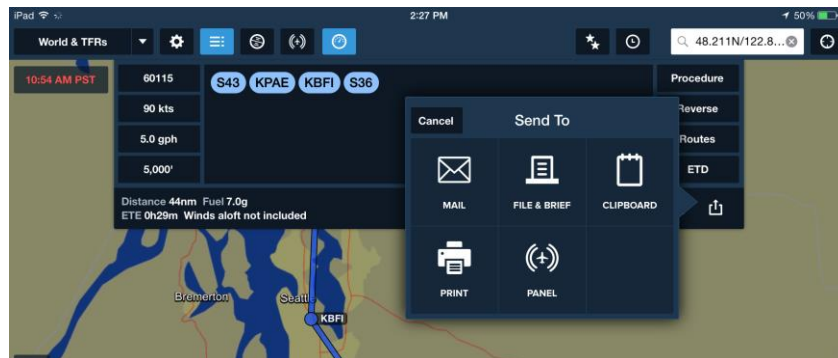 iPad 2:27 PM 50%
World & TFRs 48.211N/122.8...
10:54 AM PST 60115 S43 KPAE KBFI S36 Procedure
90 kts Reverse
5.0 gph Routes
5,000' ETD
Distance 44nm Fuel 7.0g
ETE 0h29m Winds aloft not included
Cancel Send To
MAIL FILE & BRIEF CLIPBOARD
PRINT PANEL
Bremerton Seattle
KBFI